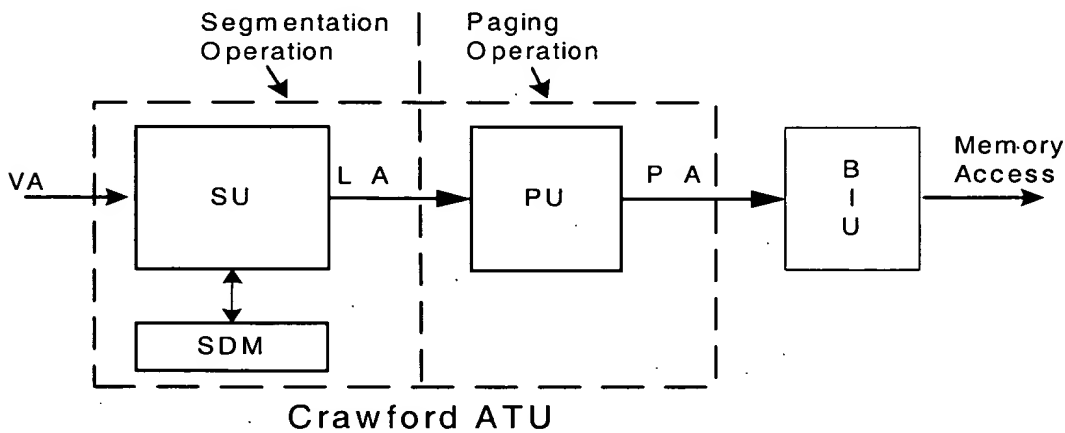 Segmentation
Operation
Paging
Operation
VA
SU
L A
PU
P A
B
I
U
Memory
Access
SDM
Crawford ATU